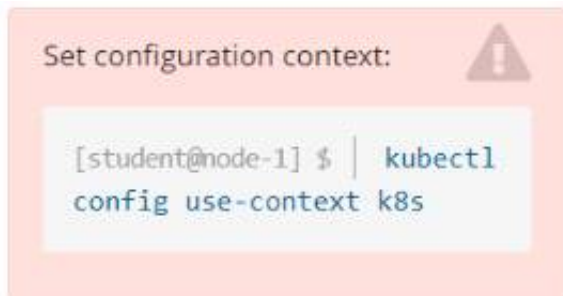 Set configuration context:
[student@node-1] $ | kubectl
config use-context k8s